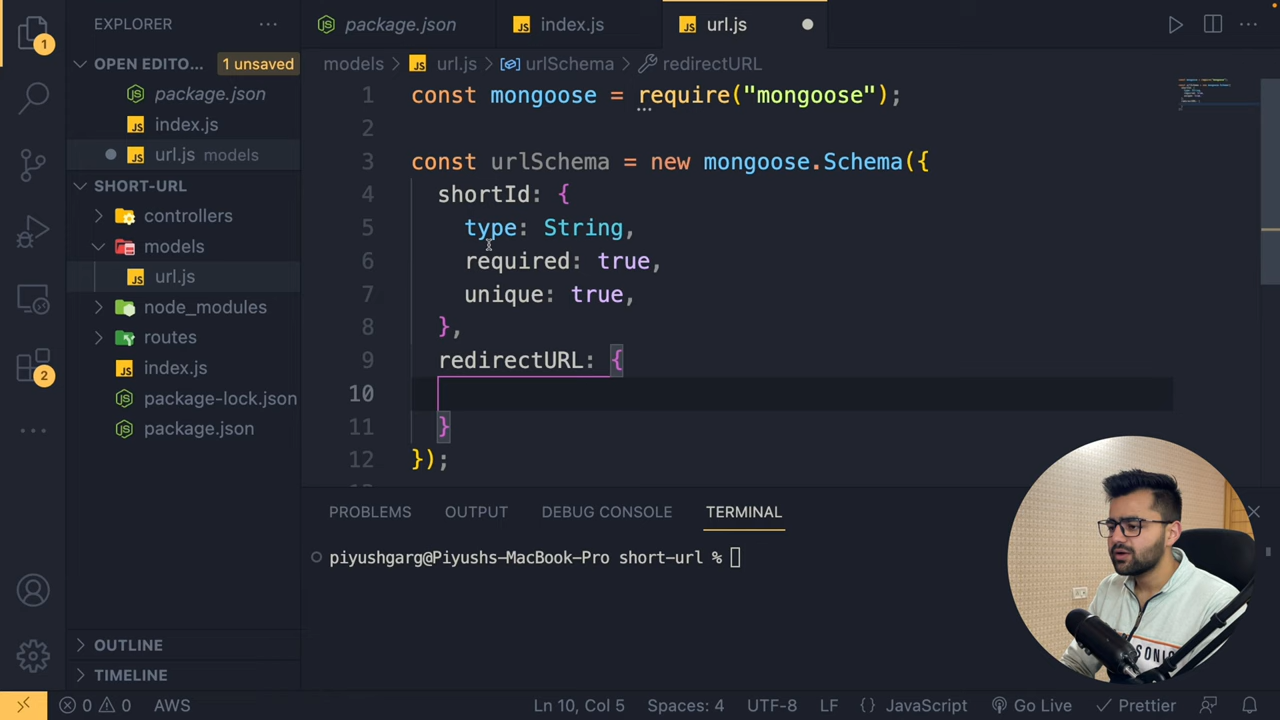 EXPLORER
package.json
index.js
url.js
OPEN EDITO...
1 unsaved
models
url.js
urlSchema
redirectURL
package.json
index.js
url.js models
SHORT-URL
controllers
models
url.js
node_modules
routes
index.js
package-lock.json
package.json
OUTLINE
TIMELINE
1
2
1 const mongoose = require("mongoose");
2
3 const urlSchema = new mongoose.Schema({
4 shortId: {
5 type: String,
6 required: true,
7 unique: true,
8 },
9 redirectURL: {
10
11 }
12 });
PROBLEMS
OUTPUT
DEBUG CONSOLE
TERMINAL
piyushgarg@Piyushs-MacBook-Pro short-url %
0 0 AWS
Ln 10, Col 5
Spaces: 4
UTF-8
LF
{ } JavaScript
Go Live
Prettier